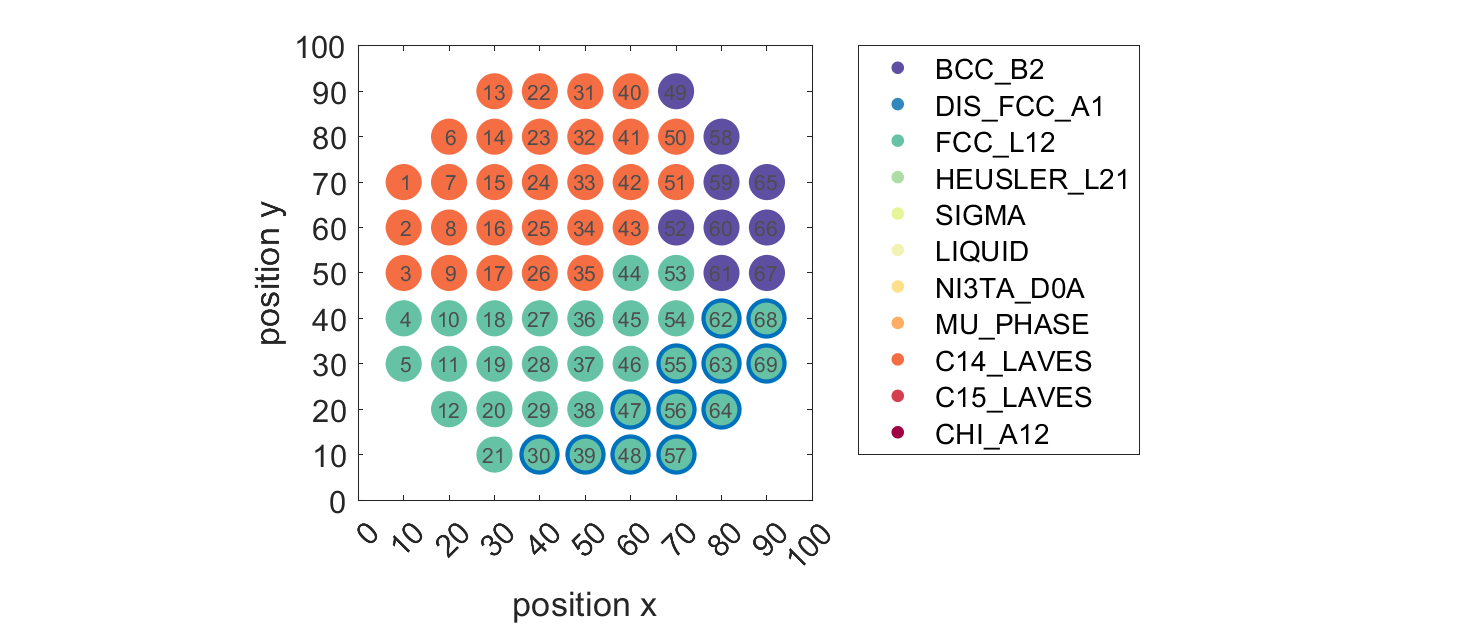 100
90
80
70
60
50
40
30
20
10
0
position y
13 22 31 40 49
6 14 23 32 41 50 58
1 7 15 24 33 42 51 59 65
2 8 16 25 34 43 52 60 66
3 9 17 26 35 44 53 61 67
4 10 18 27 36 45 54 62 68
5 11 19 28 37 46 55 63 69
12 20 29 38 47 56 64
21 30 39 48 57
0 10 20 30 40 50 60 70 80 90 100
position x
BCC_B2
DIS_FCC_A1
FCC_L12
HEUSLER_L21
SIGMA
LIQUID
NI3TA_D0A
MU_PHASE
C14_LAVES
C15_LAVES
CHI_A12